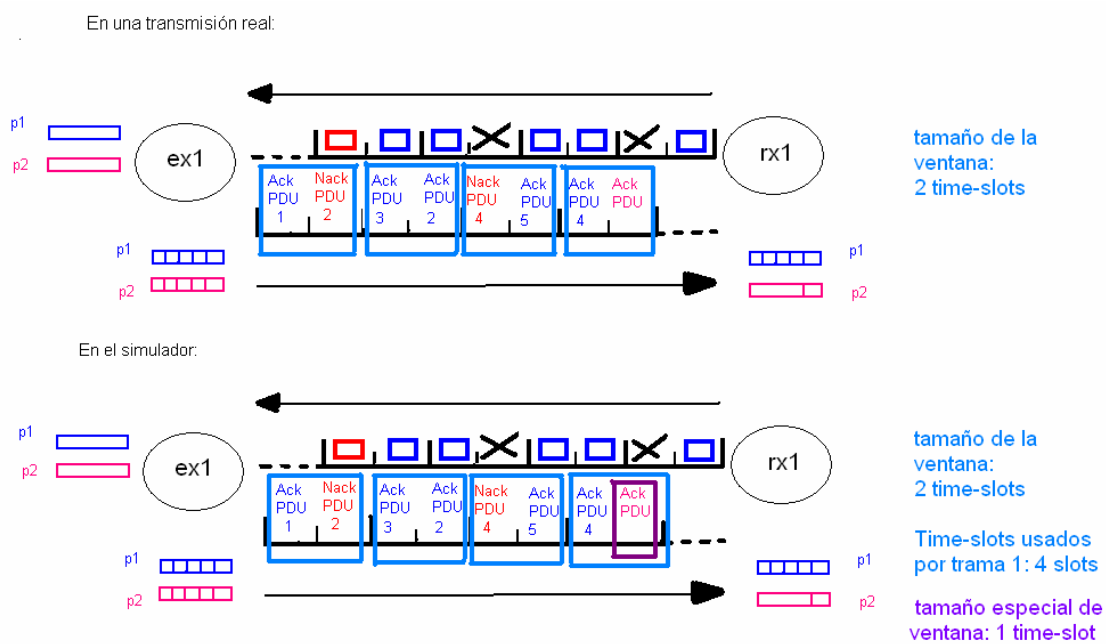 En una transmisión real:
p1
p2
ex1
rx1
Ack PDU 1
Nack PDU 2
Ack PDU 3
Ack PDU 2
Nack PDU 4
Ack PDU 5
Ack PDU 4
Ack PDU
tamaño de la
ventana:
2 time-slots
p1
p2
p1
p2
En el simulador:
p1
p2
ex1
rx1
Ack PDU 1
Nack PDU 2
Ack PDU 3
Ack PDU 2
Nack PDU 4
Ack PDU 5
Ack PDU 4
Ack PDU
tamaño de la
ventana:
2 time-slots
Time-slots usados
por trama 1: 4 slots
p1
p2
p1
p2
tamaño especial de
ventana: 1 time-slot